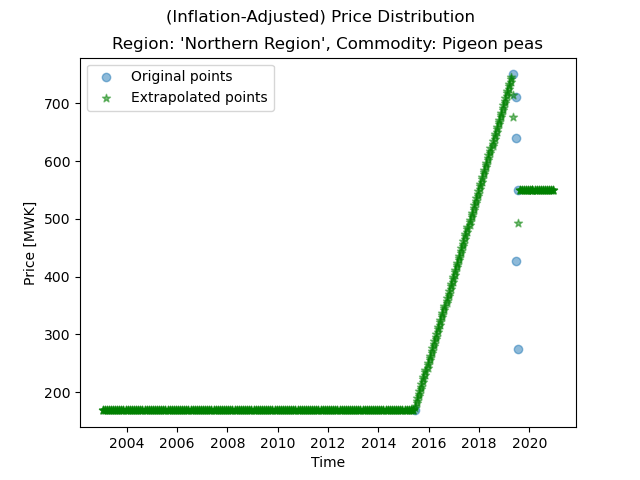 (Inflation-Adjusted) Price Distribution
Region: 'Northern Region', Commodity: Pigeon peas
Original points
Extrapolated points
Price [MWK]
700
600
500
400
300
200
2004 2006 2008 2010 2012 2014 2016 2018 2020
Time